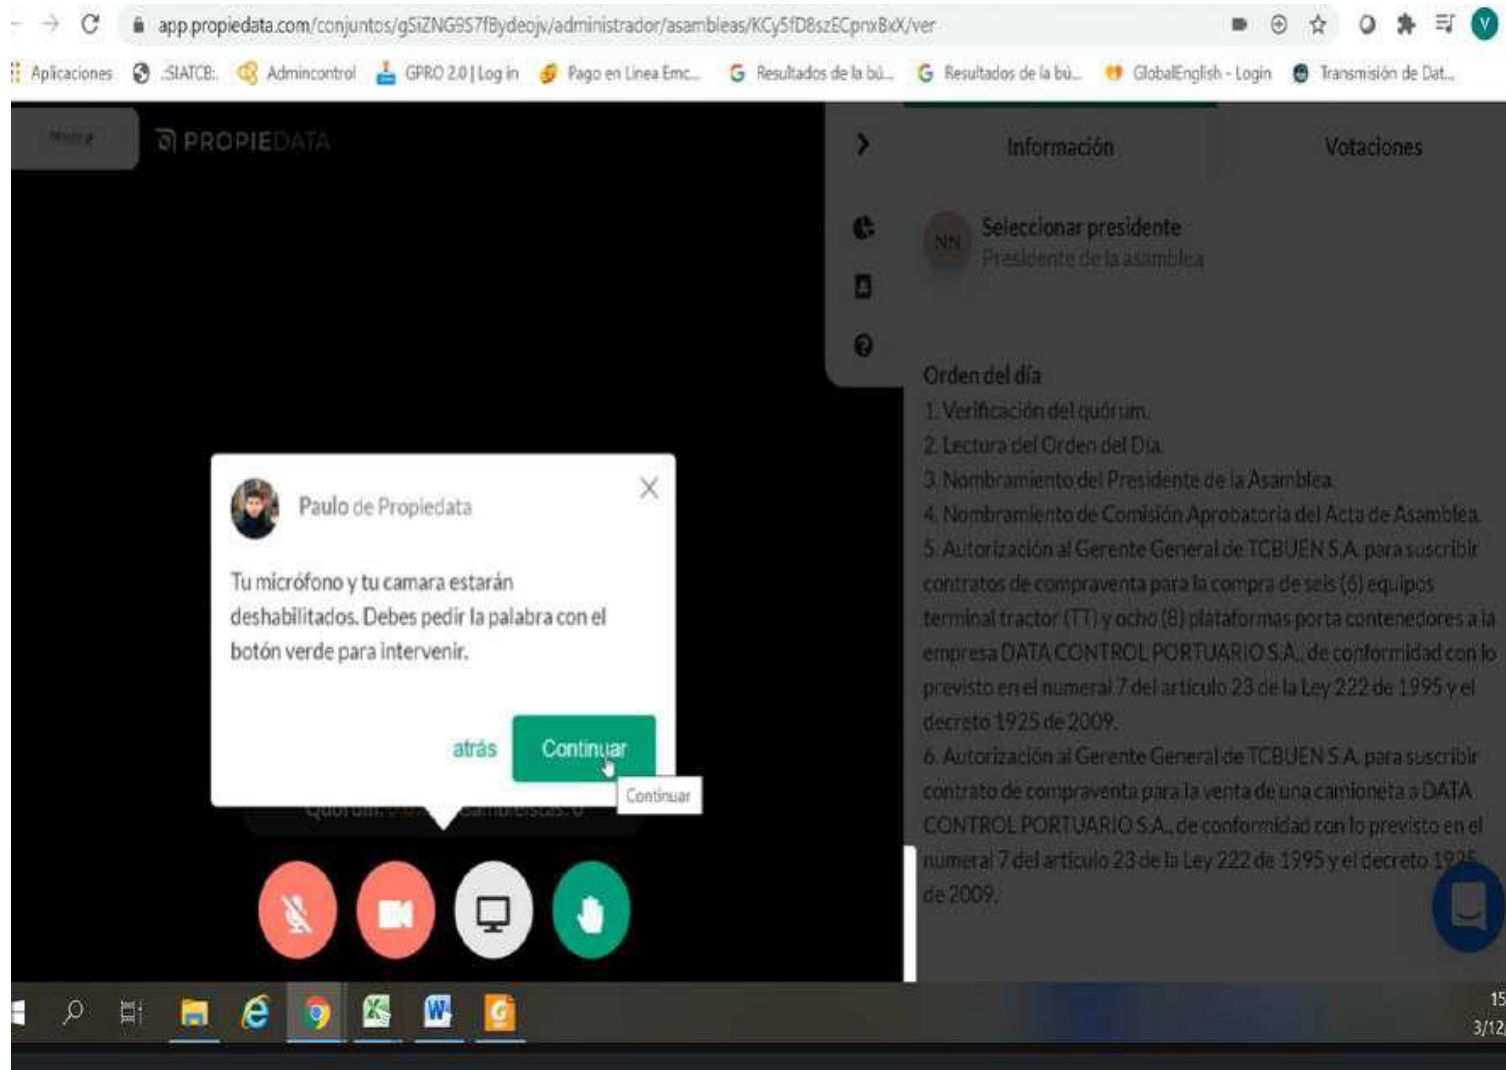 app.propiedata.com/conjuntos/gSiZNG9S7fBydeojv/administrador/asambleas/KCy5fD8szECpnxBxX/ver
V
Aplicaciones .:SIATCB:. Admincontrol GPRO 2.0 | Log in Pago en Linea Emc... Resultados de la bú... Resultados de la bú... GlobalEnglish - Login Transmisión de Dat...
PROPIEDATA
Información Votaciones
NN Seleccionar presidente
Presidente de la asamblea
Orden del día
1. Verificación del quórum.
2. Lectura del Orden del Día.
3. Nombramiento del Presidente de la Asamblea.
4. Nombramiento de Comisión Aprobatoria del Acta de Asamblea.
5. Autorización al Gerente General de TCBUEN S.A. para suscribir
contratos de compraventa para la compra de seis (6) equipos
terminal tractor (TT) y ocho (8) plataformas porta contenedores a la
empresa DATA CONTROL PORTUARIO S.A., de conformidad con lo
previsto en el numeral 7 del artículo 23 de la Ley 222 de 1995 y el
decreto 1925 de 2009.
6. Autorización al Gerente General de TCBUEN S.A. para suscribir
contrato de compraventa para la venta de una camioneta a DATA
CONTROL PORTUARIO S.A., de conformidad con lo previsto en el
numeral 7 del artículo 23 de la Ley 222 de 1995 y el decreto 1925
de 2009.
Paulo de Propiedata
Tu micrófono y tu camara estarán
deshabilitados. Debes pedir la palabra con el
botón verde para intervenir.
atrás Continuar
Continuar
15
3/12/